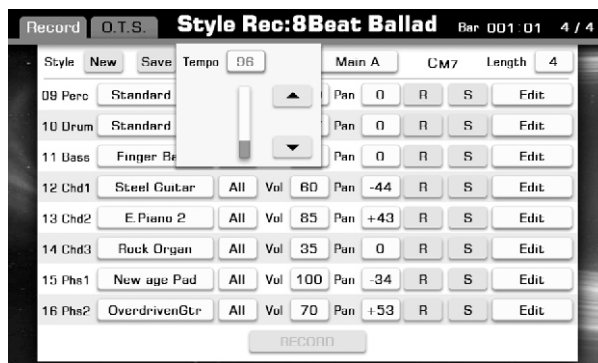 Record O.T.S. Style Rec:8Beat Ballad Bar 001:01 4/4
Style New Save Tempo 96 Main A CM7 Length 4
09 Perc Standard Pan 0 R S Edit
10 Drum Standard Pan 0 R S Edit
11 Bass Finger Pan 0 R S Edit
12 Chd1 Steel Guitar All Vol 60 Pan -44 R S Edit
13 Chd2 E.Piano 2 All Vol 85 Pan +43 R S Edit
14 Chd3 Rock Organ All Vol 35 Pan 0 R S Edit
15 Phs1 New age Pad All Vol 100 Pan -34 R S Edit
16 Phs2 OverdrivenGtr All Vol 70 Pan +53 R S Edit
RECORD